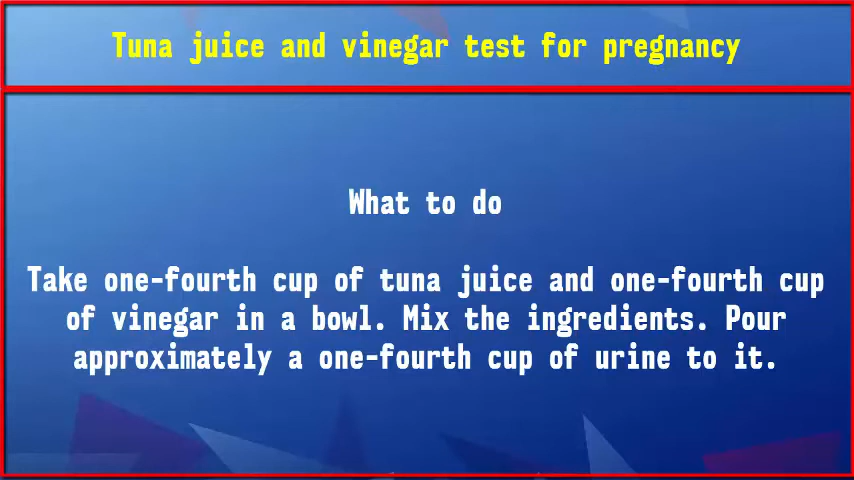 Tuna juice and vinegar test for pregnancy
What to do
Take one-fourth cup of tuna juice and one-fourth cup
of vinegar in a bowl. Mix the ingredients. Pour
approximately a one-fourth cup of urine to it.